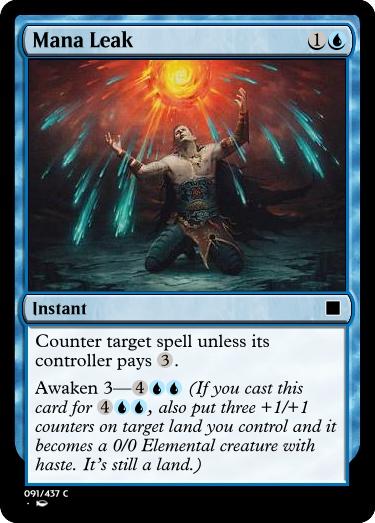 Mana Leak 1
Instant
Counter target spell unless its
controller pays 3.
Awaken 3—4 (If you cast this
card for 4, also put three +1/+1
counters on target land you control and it
becomes a 0/0 Elemental creature with
haste. It's still a land.)
091/437 C